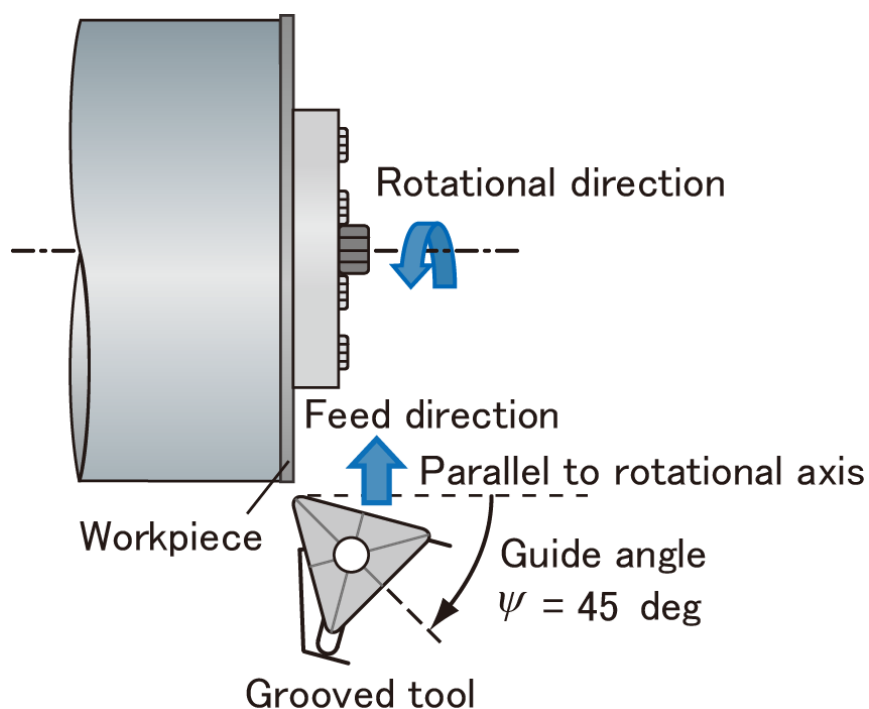 Rotational direction
Feed direction
Parallel to rotational axis
Workpiece
Guide angle
ψ = 45 deg
Grooved tool